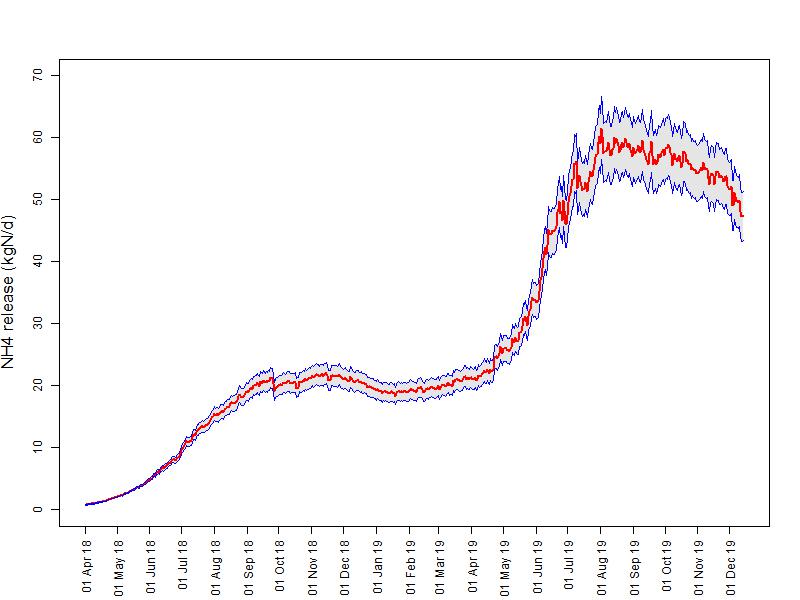 NH4 release (kgN/d)
70
60
50
40
30
20
10
0
01 Apr 18
01 May 18
01 Jun 18
01 Jul 18
01 Aug 18
01 Sep 18
01 Oct 18
01 Nov 18
01 Dec 18
01 Jan 19
01 Feb 19
01 Mar 19
01 Apr 19
01 May 19
01 Jun 19
01 Jul 19
01 Aug 19
01 Sep 19
01 Oct 19
01 Nov 19
01 Dec 19